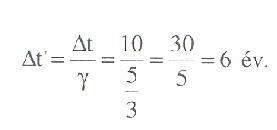 Δt' = Δt/γ = 10/(5/3) = 30/5 = 6 év.